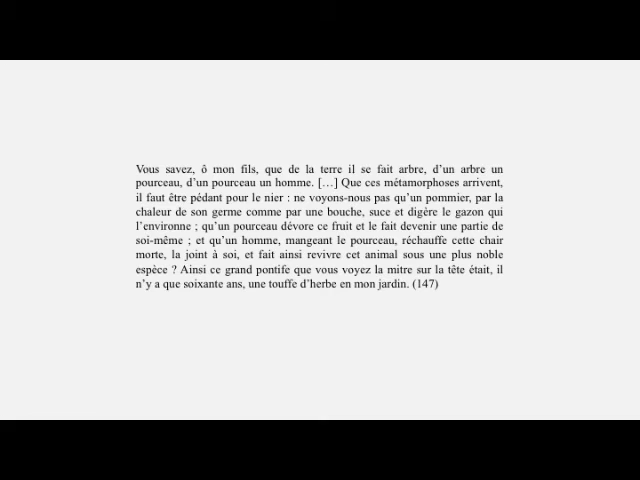 Vous savez, ô mon fils, que de la terre il se fait arbre, d’un arbre un
pourceau, d’un pourceau un homme. […] Que ces métamorphoses arrivent,
il faut être pédant pour le nier : ne voyons-nous pas qu’un pommier, par la
chaleur de son germe comme par une bouche, suce et digère le gazon qui
l’environne ; qu’un pourceau dévore ce fruit et le fait devenir une partie de
soi-même ; et qu’un homme, mangeant le pourceau, réchauffe cette chair
morte, la joint à soi, et fait ainsi revivre cet animal sous une plus noble
espèce ? Ainsi ce grand pontife que vous voyez la mitre sur la tête était, il
n’y a que soixante ans, une touffe d’herbe en mon jardin. (147)